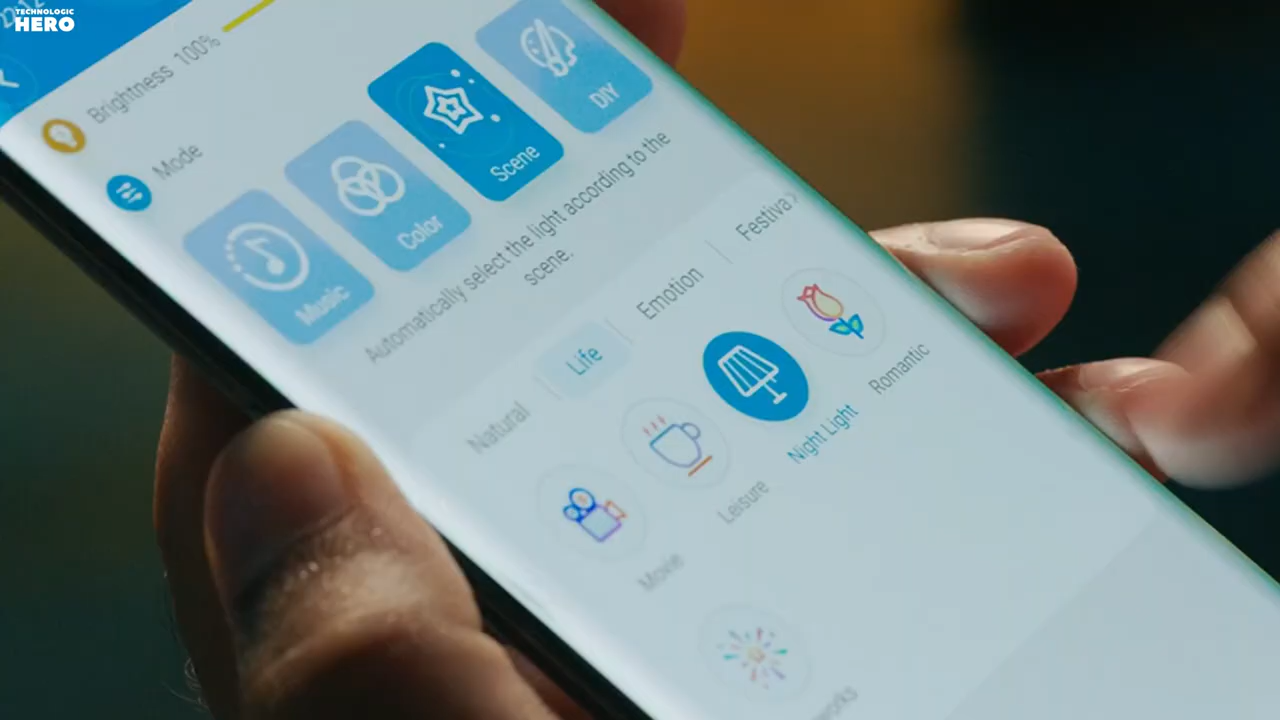 TECHNOLOGIC
HERO
Brightness 100%
Mode
Music
Color
Scene
DIY
Automatically select the light according to the
scene.
Natural
Life
Emotion
Festiva
Movie
Leisure
Night Light
Romantic